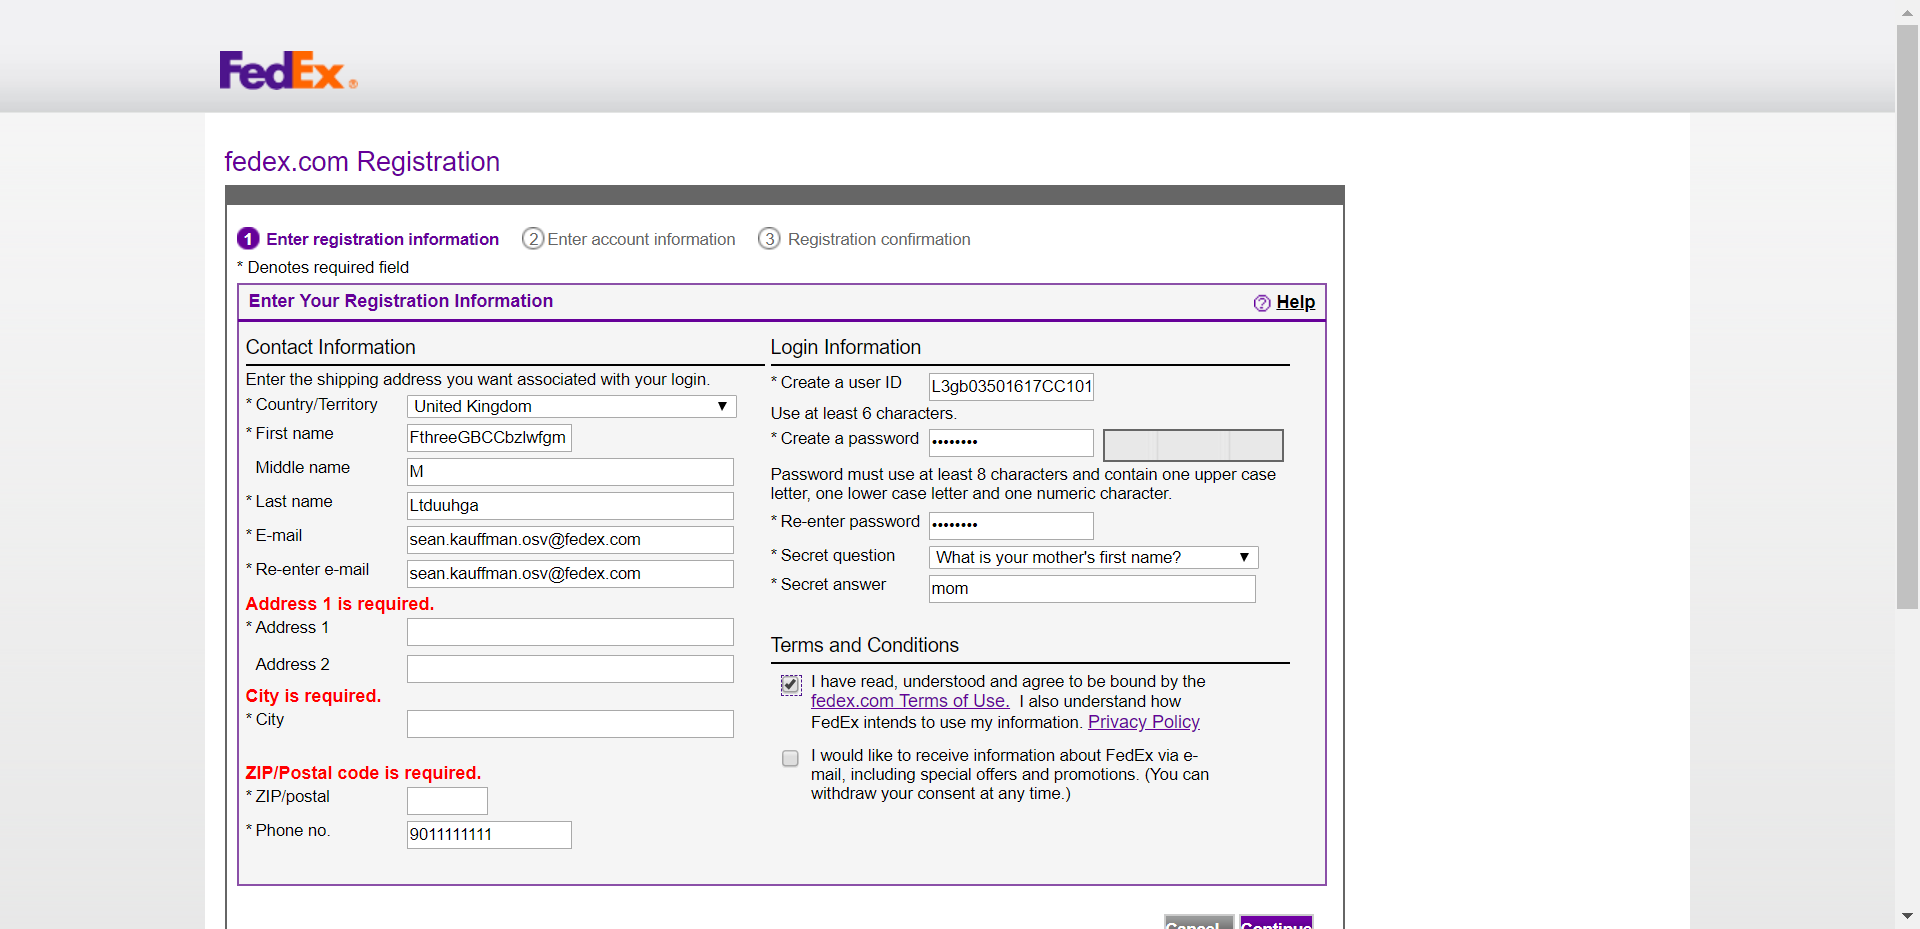 FedEx®
fedex.com Registration
1 Enter registration information 2 Enter account information 3 Registration confirmation
* Denotes required field
Enter Your Registration Information
? Help
Contact Information
Enter the shipping address you want associated with your login.
* Country/Territory United Kingdom
* First name FthreeGBCCbzlwfgm
Middle name M
* Last name Ltduuhga
* E-mail sean.kauffman.osv@fedex.com
* Re-enter e-mail sean.kauffman.osv@fedex.com
Address 1 is required.
* Address 1
Address 2
City is required.
* City
ZIP/Postal code is required.
* ZIP/postal
* Phone no. 9011111111
Login Information
* Create a user ID L3gb03501617CC101
Use at least 6 characters.
* Create a password ••••••••
Password must use at least 8 characters and contain one upper case
letter, one lower case letter and one numeric character.
* Re-enter password ••••••••
* Secret question What is your mother's first name?
* Secret answer mom
Terms and Conditions
I have read, understood and agree to be bound by the
fedex.com Terms of Use. I also understand how
FedEx intends to use my information. Privacy Policy
I would like to receive information about FedEx via e-
mail, including special offers and promotions. (You can
withdraw your consent at any time.)
Cancel Continue